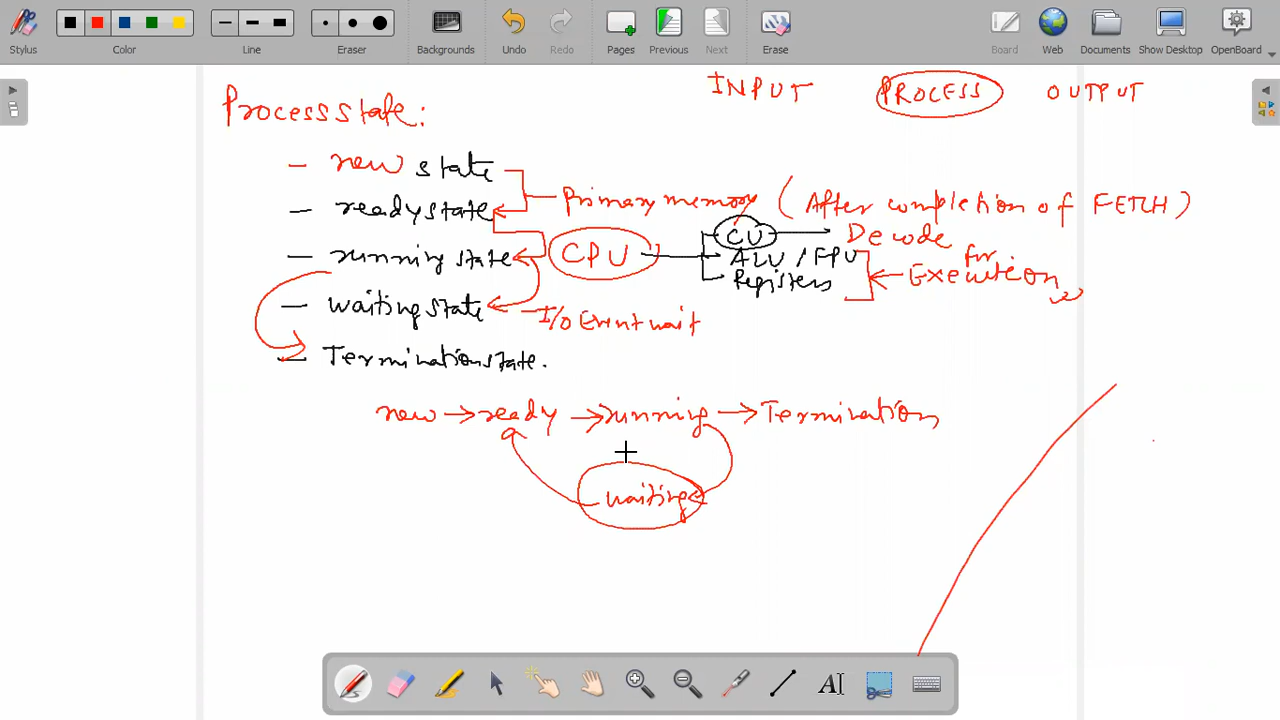 Stylus
Color
Line
Eraser
Backgrounds
Undo
Redo
Pages
Previous
Next
Erase
Board
Web
Documents
Show Desktop
OpenBoard
INPUT PROCESS OUTPUT
Process state:
- new state
- ready state
- running state
- waiting state
- Termination state.
Primary memory (After completion of FETCH)
CPU
CU Decode
ALU / FPU
Registers
for
Execution
I/O Event wait
new → ready → running → Termination
waiting